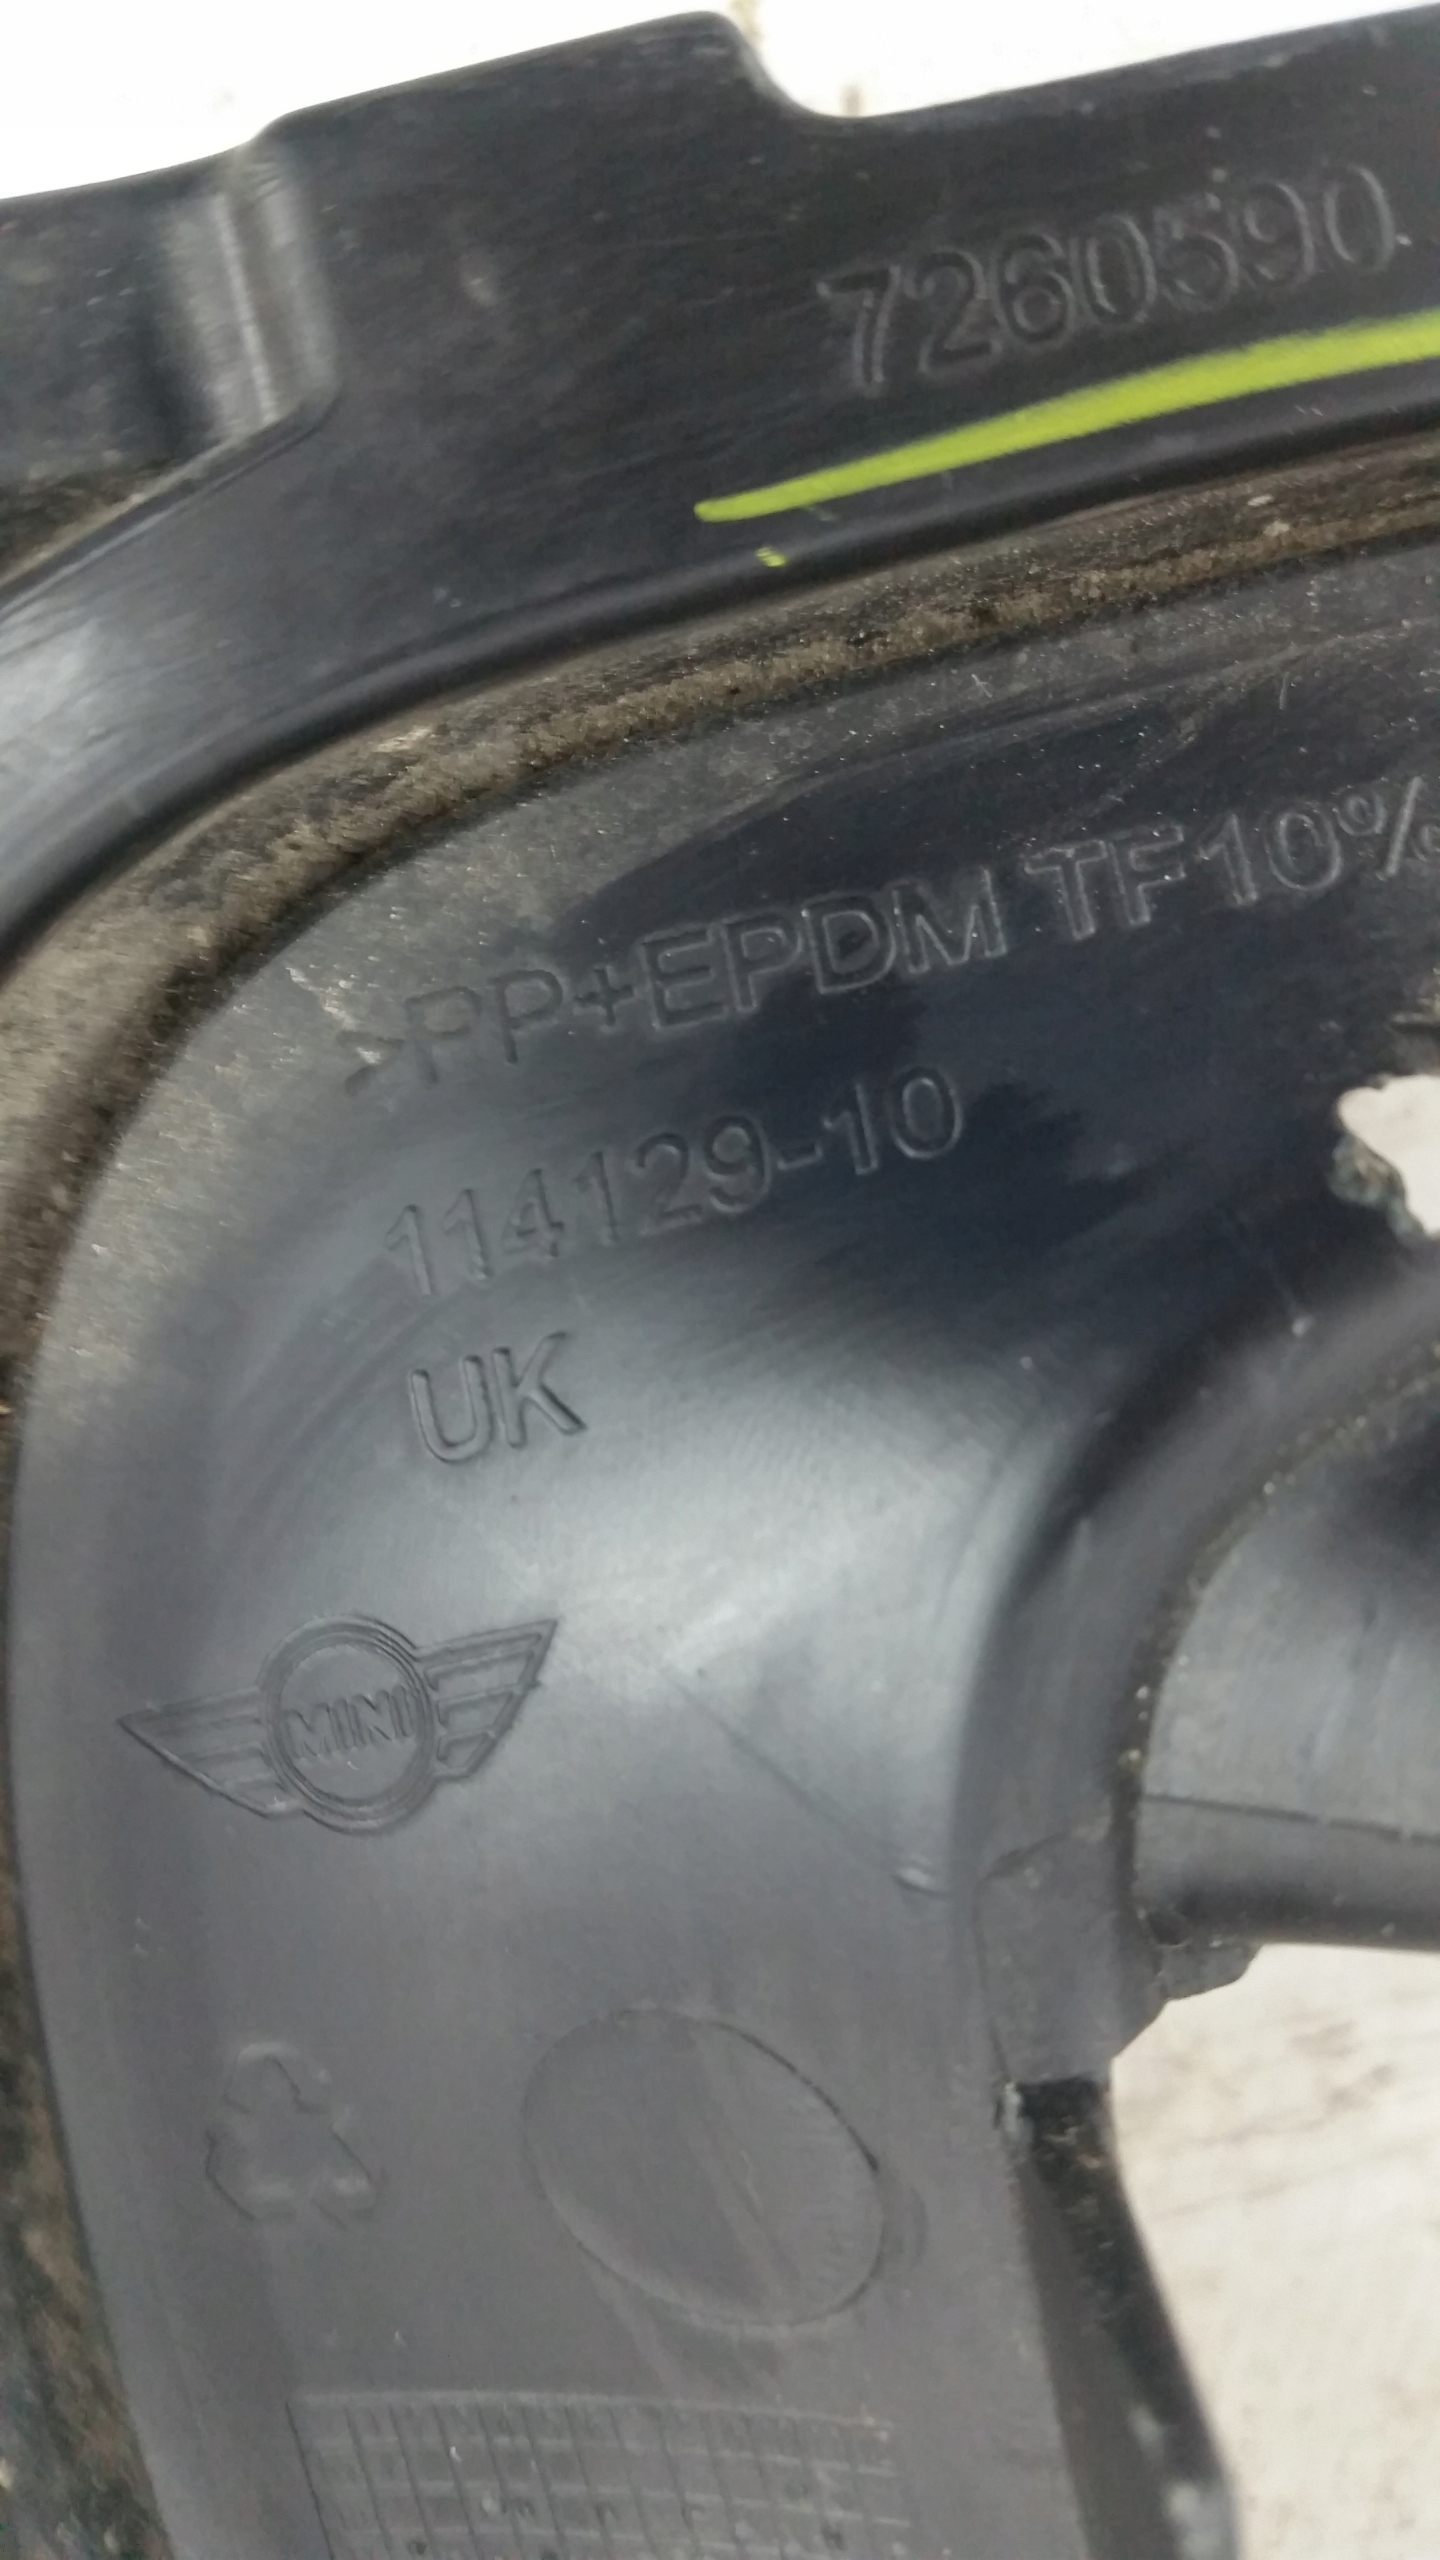 7260590
>PP+EPDM TF10%
114129-10
UK
MINI